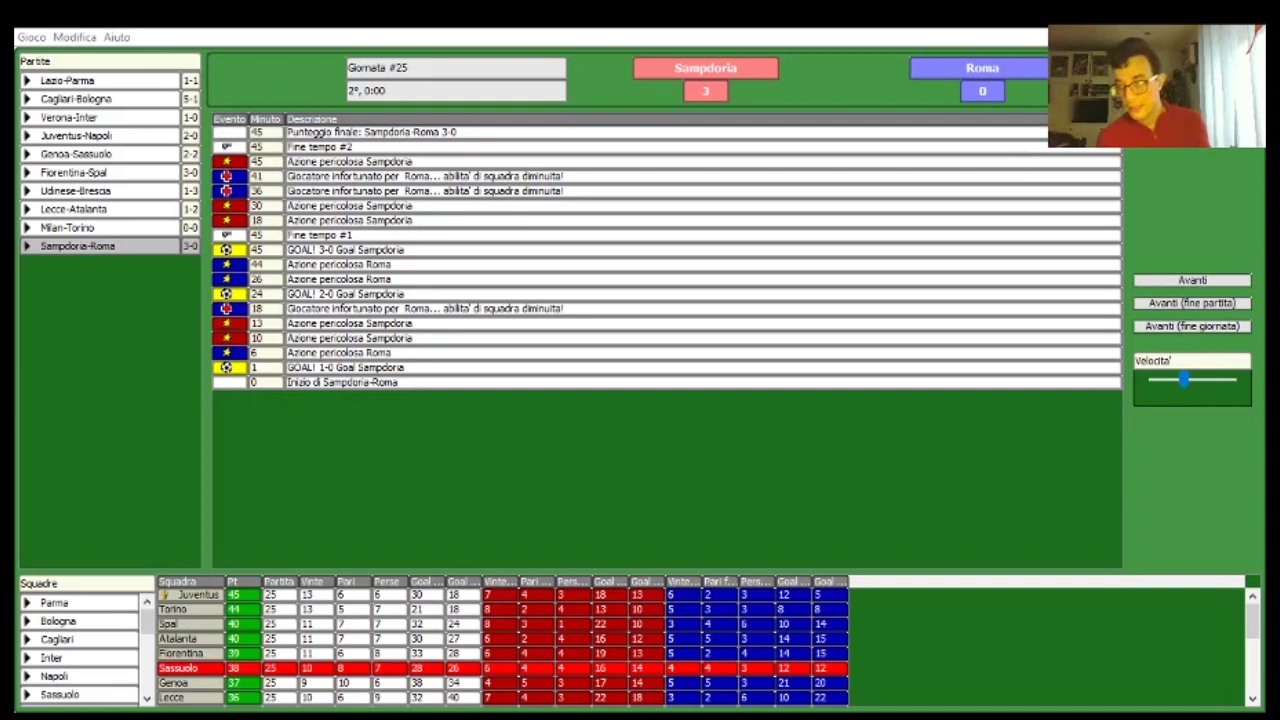 Gioco Modifica Aiuto
Partite
Lazio-Parma 1-1
Cagliari-Bologna 5-1
Verona-Inter 1-0
Juventus-Napoli 2-0
Genoa-Sassuolo 2-2
Fiorentina-Spal 3-0
Udinese-Brescia 1-3
Lecce-Atalanta 1-2
Milan-Torino 0-0
Sampdoria-Roma 3-0
Giornata #25
2°, 0:00
Sampdoria
3
Roma
0
Evento Minuto Descrizione
45 Punteggio finale: Sampdoria-Roma 3-0
45 Fine tempo #2
45 Azione pericolosa Sampdoria
41 Giocatore infortunato per Roma... abilita' di squadra diminuita!
36 Giocatore infortunato per Roma... abilita' di squadra diminuita!
30 Azione pericolosa Sampdoria
18 Azione pericolosa Sampdoria
45 Fine tempo #1
45 GOAL! 3-0 Goal Sampdoria
44 Azione pericolosa Roma
26 Azione pericolosa Roma
24 GOAL! 2-0 Goal Sampdoria
18 Giocatore infortunato per Roma... abilita' di squadra diminuita!
13 Azione pericolosa Sampdoria
10 Azione pericolosa Sampdoria
6 Azione pericolosa Roma
1 GOAL! 1-0 Goal Sampdoria
0 Inizio di Sampdoria-Roma
Avanti
Avanti (fine partita)
Avanti (fine giornata)
Velocita'
Squadre
Parma
Bologna
Cagliari
Inter
Napoli
Sassuolo
Squadra Pt Partita Vinte Pari Perse Goal ... Goal ... Vinte... Pari ... Pers... Goal ... Goal ... Vinte... Pari f... Pers... Goal ... Goal ...
Juventus 45 25 13 6 6 30 18 7 4 3 18 13 6 2 3 12 5
Torino 44 25 13 5 7 21 18 8 2 4 13 10 5 3 3 8 8
Spal 40 25 11 7 7 32 24 8 3 1 22 10 3 4 6 10 14
Atalanta 40 25 11 7 7 30 27 6 2 4 16 12 5 5 3 14 15
Fiorentina 39 25 11 6 8 33 28 6 4 4 19 13 5 2 4 14 15
Sassuolo 38 25 10 8 7 28 26 6 4 4 16 14 4 4 3 12 12
Genoa 37 25 9 10 6 38 34 4 5 3 17 14 5 5 3 21 20
Lecce 36 25 10 6 9 32 40 7 4 3 22 18 3 2 6 10 22